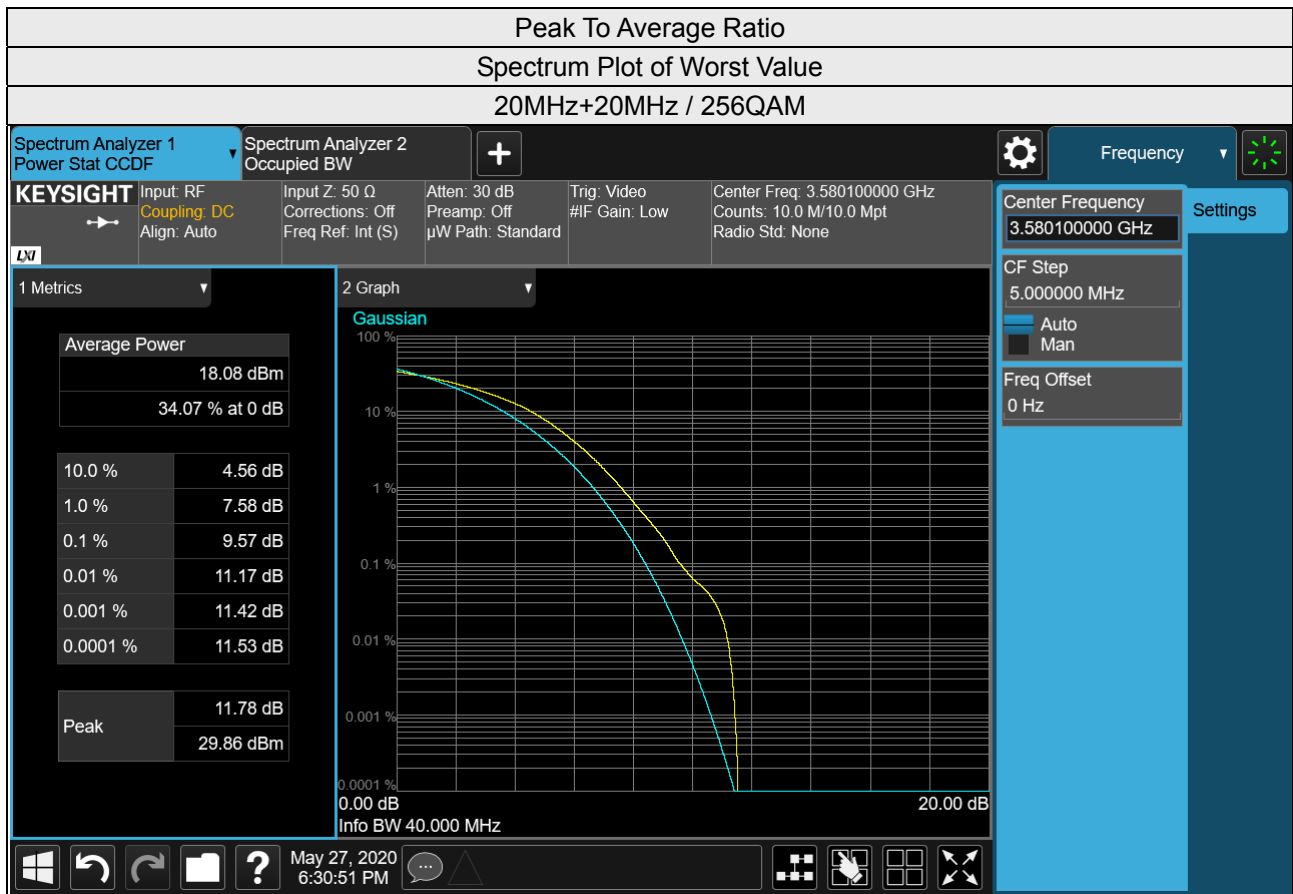 Peak To Average Ratio
Spectrum Plot of Worst Value
20MHz+20MHz / 256QAM
Spectrum Analyzer 1
Power Stat CCDF
Spectrum Analyzer 2
Occupied BW
Frequency
KEYSIGHT
LXI
Input: RF
Coupling: DC
Align: Auto
Input Z: 50 Ω
Corrections: Off
Freq Ref: Int (S)
Atten: 30 dB
Preamp: Off
µW Path: Standard
Trig: Video
#IF Gain: Low
Center Freq: 3.580100000 GHz
Counts: 10.0 M/10.0 Mpt
Radio Std: None
Center Frequency
3.580100000 GHz
Settings
CF Step
5.000000 MHz
Auto
Man
Freq Offset
0 Hz
1 Metrics
Average Power
18.08 dBm
34.07 % at 0 dB
10.0 % 4.56 dB
1.0 % 7.58 dB
0.1 % 9.57 dB
0.01 % 11.17 dB
0.001 % 11.42 dB
0.0001 % 11.53 dB
Peak
11.78 dB
29.86 dBm
2 Graph
Gaussian
100 %
10 %
1 %
0.1 %
0.01 %
0.001 %
0.0001 %
0.00 dB 20.00 dB
Info BW 40.000 MHz
?
May 27, 2020
6:30:51 PM